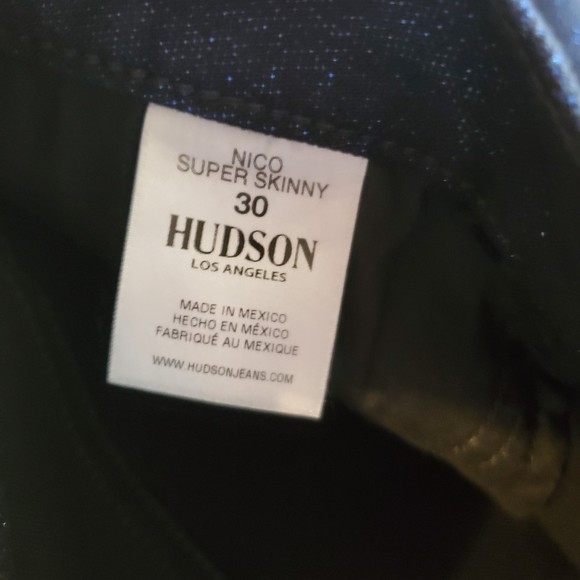 NICO
SUPER SKINNY
30
HUDSON
LOS ANGELES
MADE IN MEXICO
HECHO EN MÉXICO
FABRIQUÉ AU MEXIQUE
WWW.HUDSONJEANS.COM